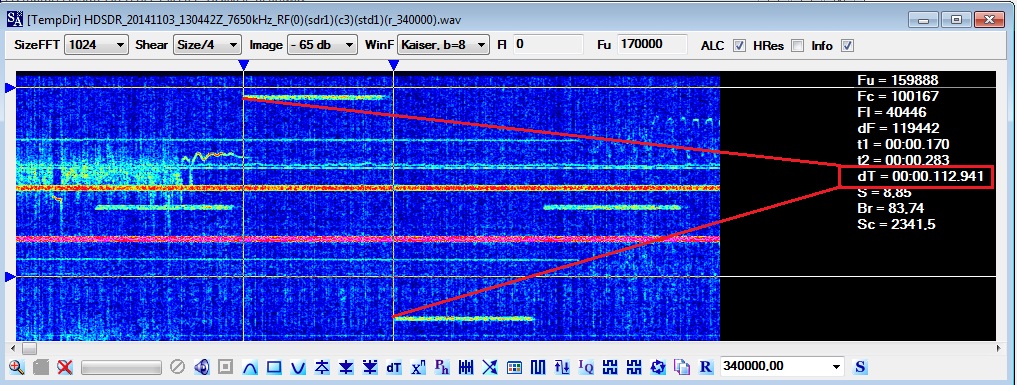 [TempDir] HDSDR_20141103_130442Z_7650kHz_RF(0)(sdr1)(c3)(std1)(r_340000).wav
SizeFFT 1024 Shear Size/4 Image - 65 db WinF Kaiser, b=8 Fl 0 Fu 170000 ALC HRes Info
Fu = 159888
Fc = 100167
Fl = 40446
dF = 119442
t1 = 00:00.170
t2 = 00:00.283
dT = 00:00.112.941
S = 8,85
Br = 83,74
Sc = 2341.5
dT Xⁿ Ph IQ R 340000,00 S